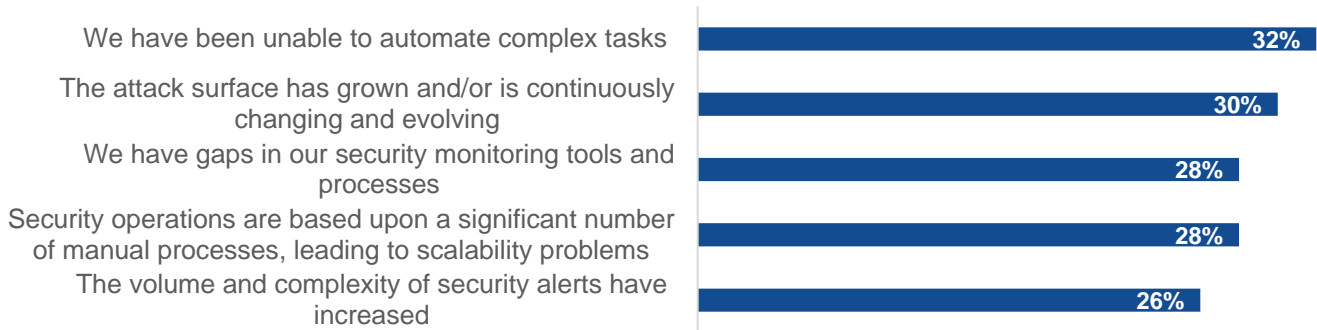 We have been unable to automate complex tasks
32%
The attack surface has grown and/or is continuously
changing and evolving
30%
We have gaps in our security monitoring tools and
processes
28%
Security operations are based upon a significant number
of manual processes, leading to scalability problems
28%
The volume and complexity of security alerts have
increased
26%